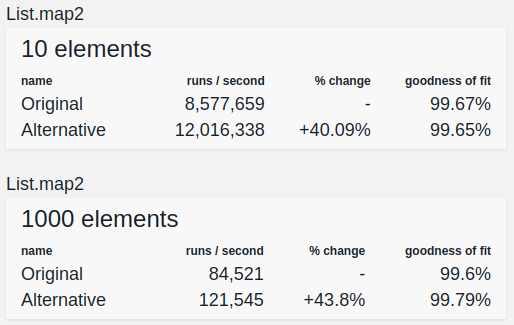 List.map2
10 elements
name runs / second % change goodness of fit
Original 8,577,659 - 99.67%
Alternative 12,016,338 +40.09% 99.65%
List.map2
1000 elements
name runs / second % change goodness of fit
Original 84,521 - 99.6%
Alternative 121,545 +43.8% 99.79%